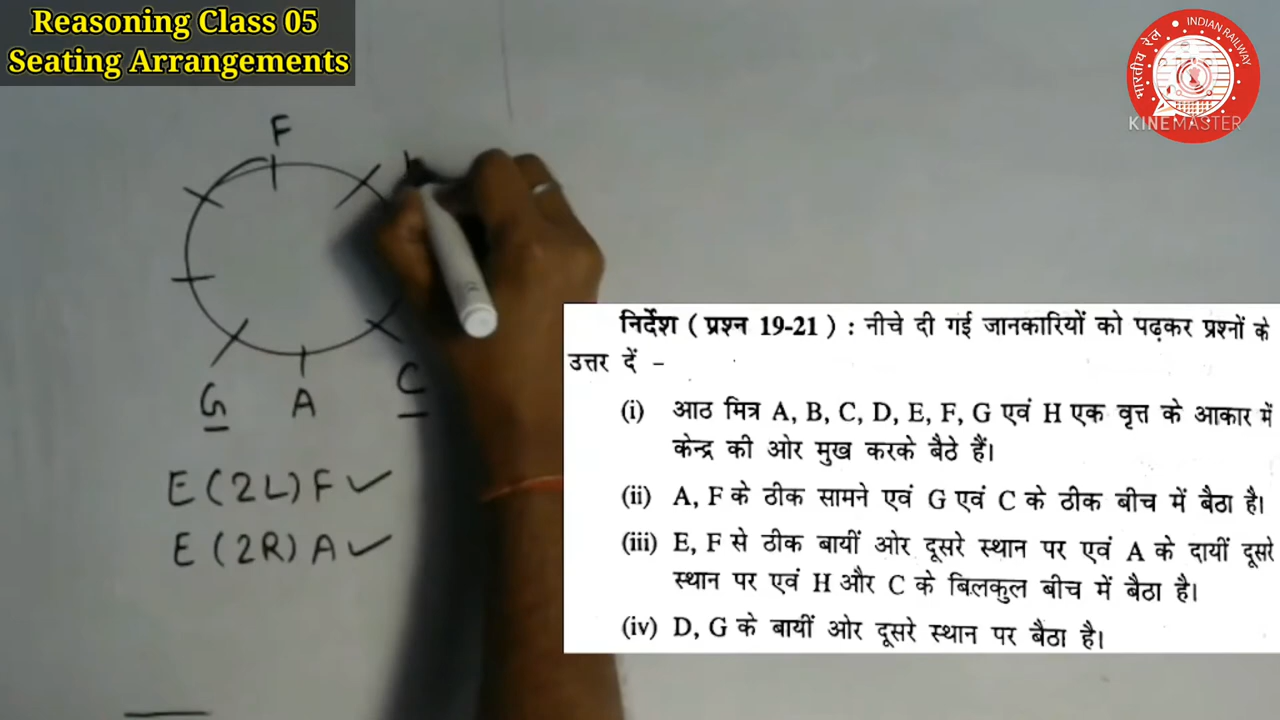 Reasoning Class 05
Seating Arrangements
भारतीय रेल
INDIAN RAILWAY
KINEMASTER
F
G A C
E (2L) F ✓
E (2R) A ✓
निर्देश ( प्रश्न 19-21 ) : नीचे दी गई जानकारियों को पढ़कर प्रश्नों के
उत्तर दें -
(i) आठ मित्र A, B, C, D, E, F, G एवं H एक वृत्त के आकार में
केन्द्र की ओर मुख करके बैठे हैं।
(ii) A, F के ठीक सामने एवं G एवं C के ठीक बीच में बैठा है।
(iii) E, F से ठीक बायीं ओर दूसरे स्थान पर एवं A के दायीं दूसरे
स्थान पर एवं H और C के बिलकुल बीच में बैठा है।
(iv) D, G के बायीं ओर दूसरे स्थान पर बैठा है।